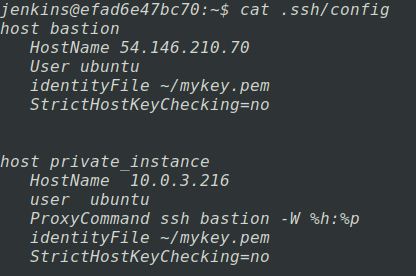 jenkins@efad6e47bc70:~$ cat .ssh/config
host bastion
   HostName 54.146.210.70
   User ubuntu
   identityFile ~/mykey.pem
   StrictHostKeyChecking=no

host private_instance
   HostName  10.0.3.216
   user  ubuntu
   ProxyCommand ssh bastion -W %h:%p
   identityFile ~/mykey.pem
   StrictHostKeyChecking=no